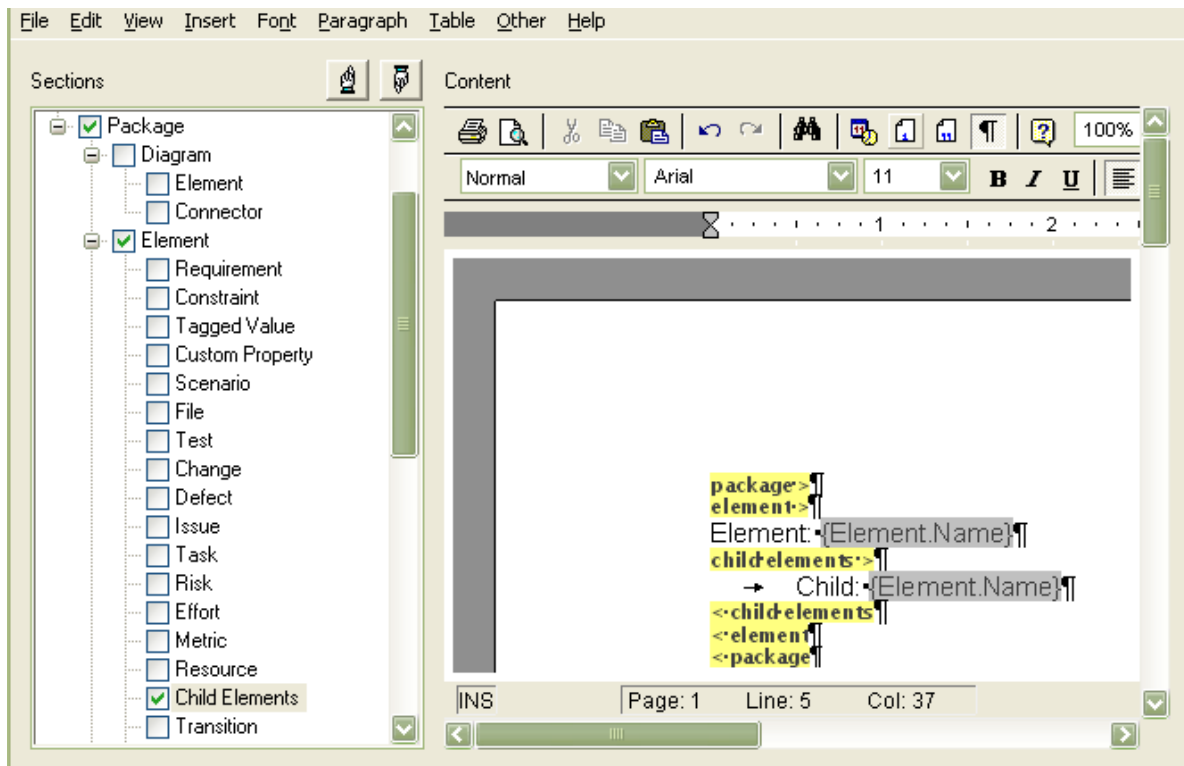 File Edit View Insert Font Paragraph Table Other Help
Sections
Package
Diagram
Element
Connector
Element
Requirement
Constraint
Tagged Value
Custom Property
Scenario
File
Test
Change
Defect
Issue
Task
Risk
Effort
Metric
Resource
Child Elements
Transition
Content
100%
Normal Arial 11 B I U
1 2
package >¶
element >¶
Element: {Element.Name}¶
child elements >¶
→ Child: {Element.Name}¶
< child elements¶
< element¶
< package¶
INS Page: 1 Line: 5 Col: 37